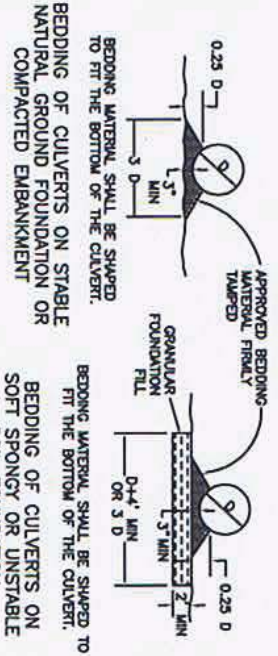 0.25 D
D
3" MIN
3 D
BEDDING MATERIAL SHALL BE SHAPED
TO FIT THE BOTTOM OF THE CULVERT.
BEDDING OF CULVERTS ON STABLE
NATURAL GROUND FOUNDATION OR
COMPACTED EMBANKMENT
APPROVED BEDDING
MATERIAL FIRMLY
TAMPED
GRANULAR
FOUNDATION
FILL
0.25 D
D
3" MIN
2' MIN
D+4' MIN
OR 3 D
BEDDING MATERIAL SHALL BE SHAPED TO
FIT THE BOTTOM OF THE CULVERT.
BEDDING OF CULVERTS ON
SOFT SPONGY OR UNSTABLE